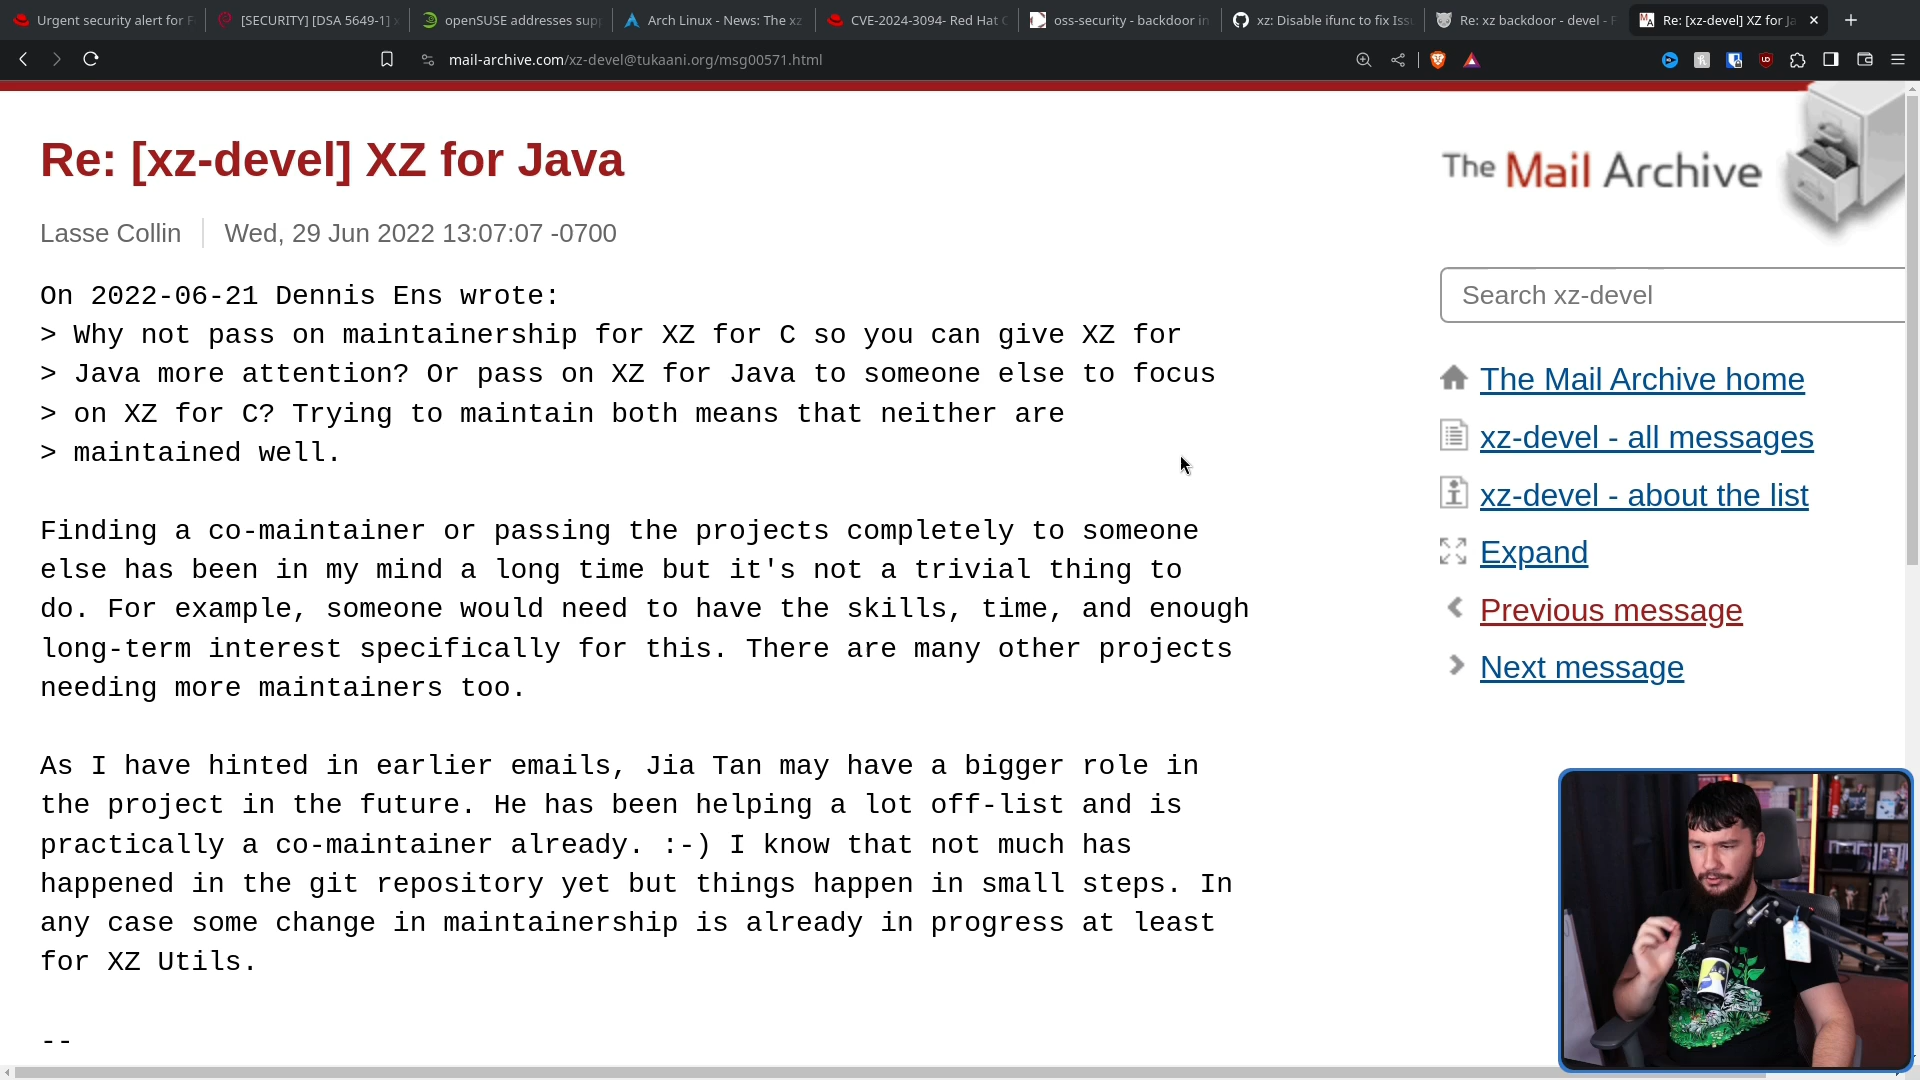 Urgent security alert for F
[SECURITY] [DSA 5649-1] x
openSUSE addresses sup
Arch Linux - News: The xz
CVE-2024-3094- Red Hat C
oss-security - backdoor in
xz: Disable ifunc to fix Iss
Re: xz backdoor - devel - F
Re: [xz-devel] XZ for Ja
mail-archive.com/xz-devel@tukaani.org/msg00571.html
Re: [xz-devel] XZ for Java
The Mail Archive
Lasse Collin
Wed, 29 Jun 2022 13:07:07 -0700
On 2022-06-21 Dennis Ens wrote:
> Why not pass on maintainership for XZ for C so you can give XZ for
> Java more attention? Or pass on XZ for Java to someone else to focus
> on XZ for C? Trying to maintain both means that neither are
> maintained well.
Finding a co-maintainer or passing the projects completely to someone
else has been in my mind a long time but it's not a trivial thing to
do. For example, someone would need to have the skills, time, and enough
long-term interest specifically for this. There are many other projects
needing more maintainers too.
As I have hinted in earlier emails, Jia Tan may have a bigger role in
the project in the future. He has been helping a lot off-list and is
practically a co-maintainer already. :-) I know that not much has
happened in the git repository yet but things happen in small steps. In
any case some change in maintainership is already in progress at least
for XZ Utils.
--
Search xz-devel
The Mail Archive home
xz-devel - all messages
xz-devel - about the list
Expand
Previous message
Next message